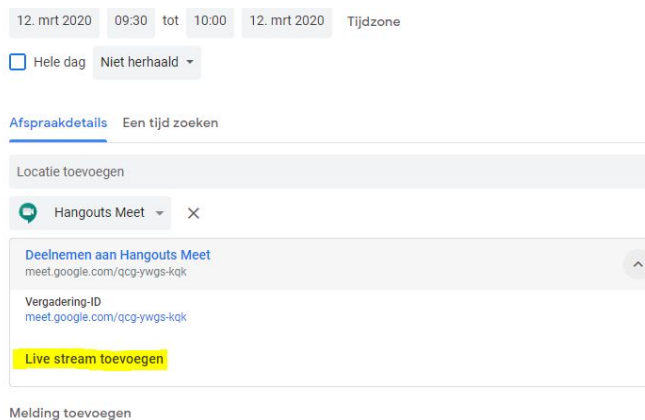 12. mrt 2020 09:30 tot 10:00 12. mrt 2020 Tijdzone
Hele dag Niet herhaald
Afspraakdetails Een tijd zoeken
Locatie toevoegen
Hangouts Meet
Deelnemen aan Hangouts Meet
meet.google.com/qcg-ywgs-kqk
Vergadering-ID
meet.google.com/qcg-ywgs-kqk
Live stream toevoegen
Melding toevoegen